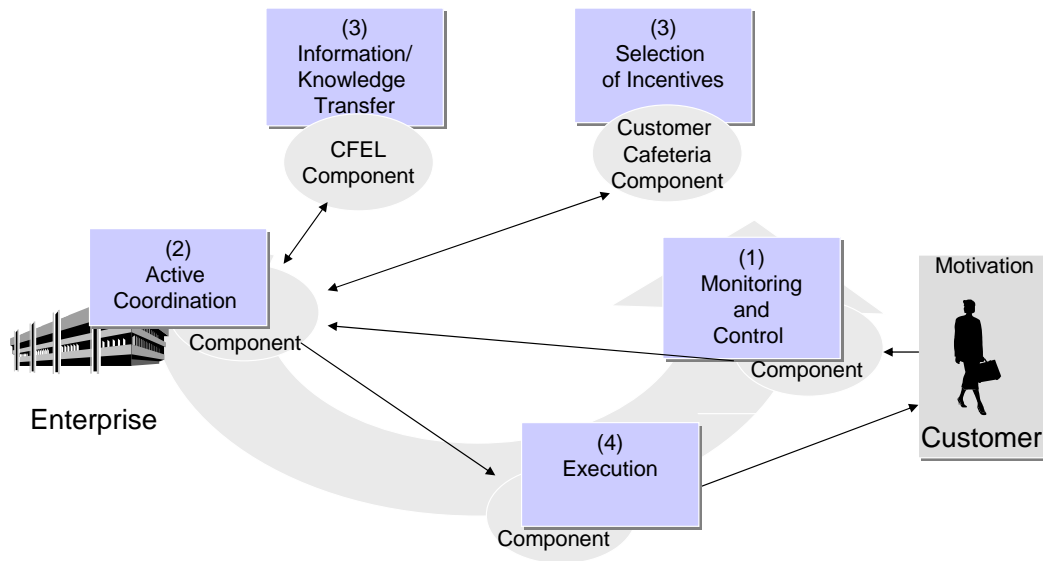 (3)
Information/
Knowledge
Transfer
CFEL
Component
(3)
Selection
of Incentives
Customer
Cafeteria
Component
(2)
Active
Coordination
Component
Enterprise
(1)
Monitoring
and
Control
Component
Motivation
Customer
(4)
Execution
Component